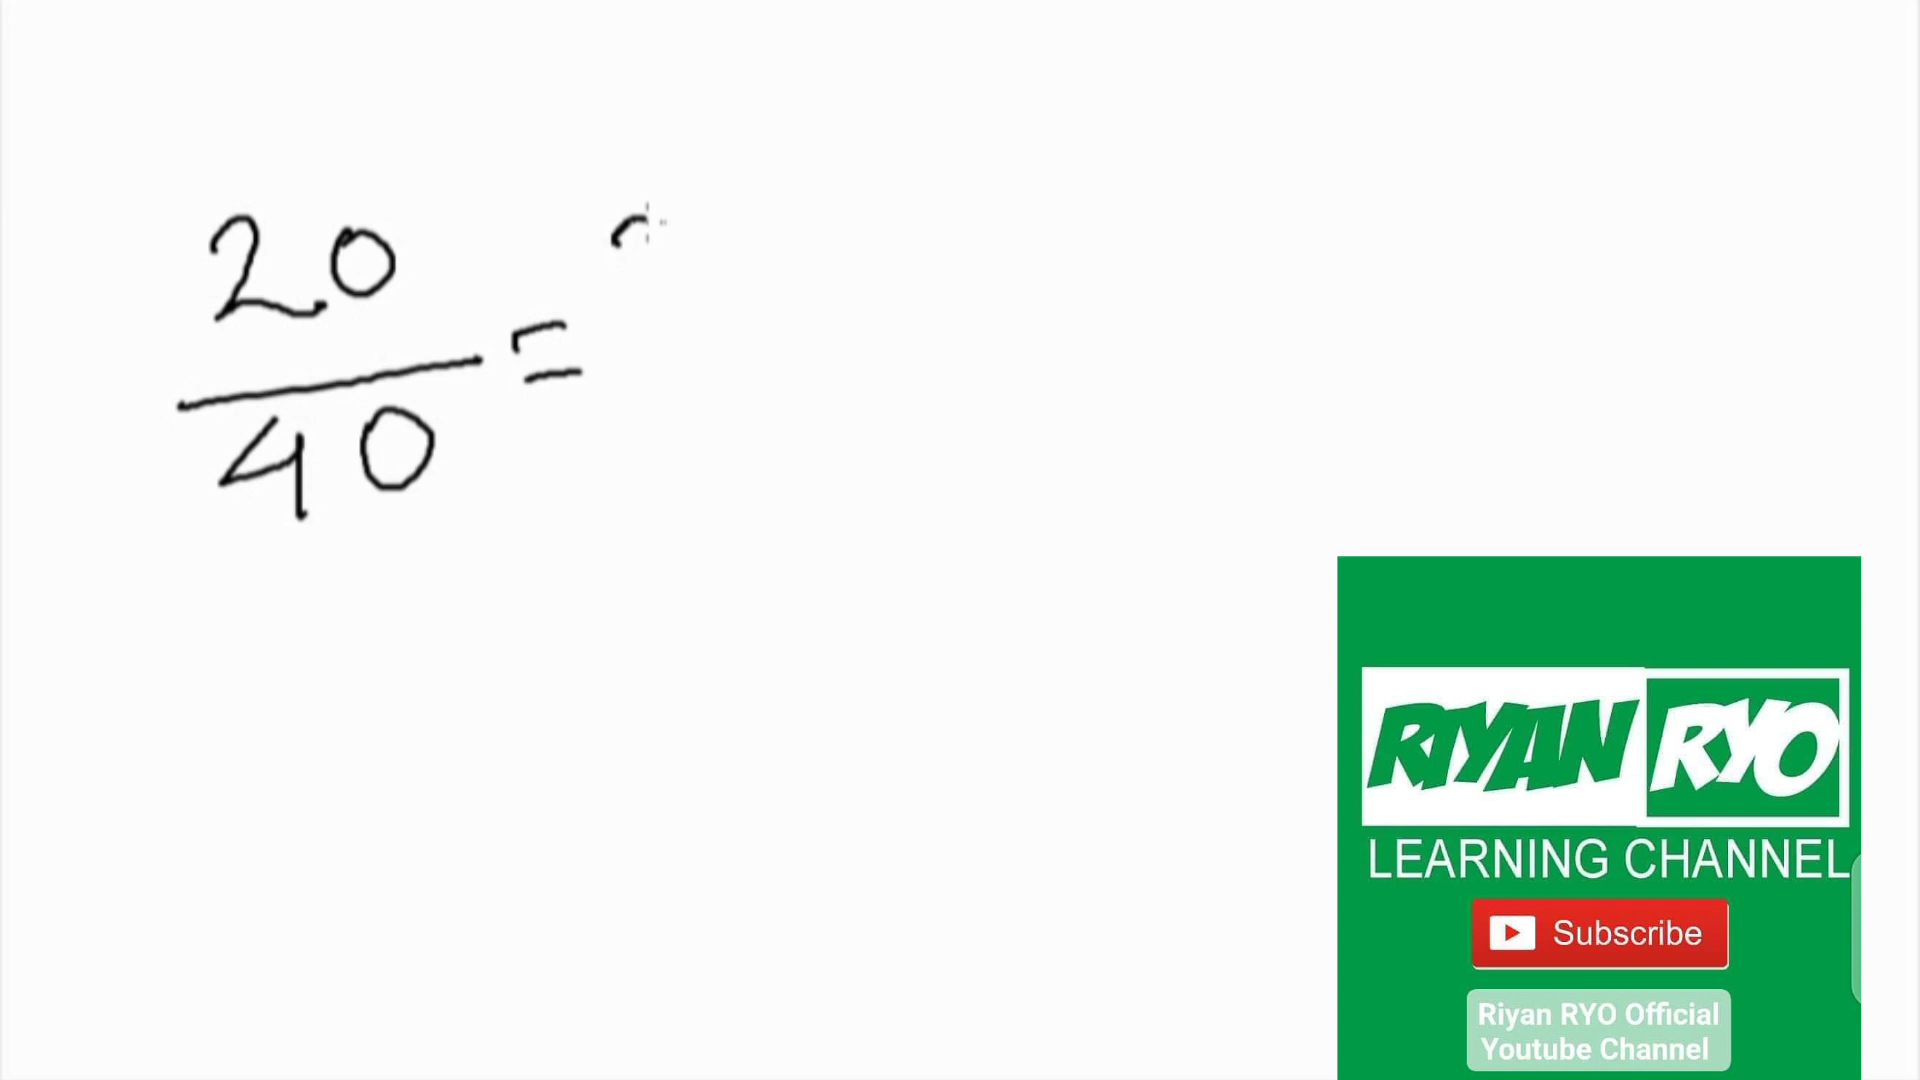 20
40
=
RIYAN RYO
LEARNING CHANNEL
Subscribe
Riyan RYO Official
Youtube Channel